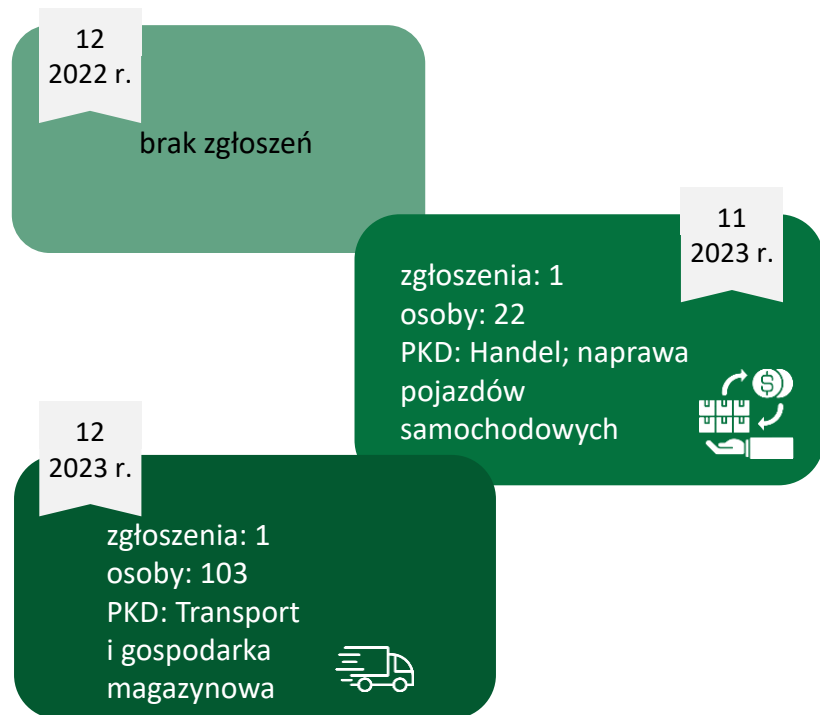 12
2022 r.
brak zgłoszeń
11
2023 r.
zgłoszenia: 1
osoby: 22
PKD: Handel; naprawa
pojazdów
samochodowych
12
2023 r.
zgłoszenia: 1
osoby: 103
PKD: Transport
i gospodarka
magazynowa